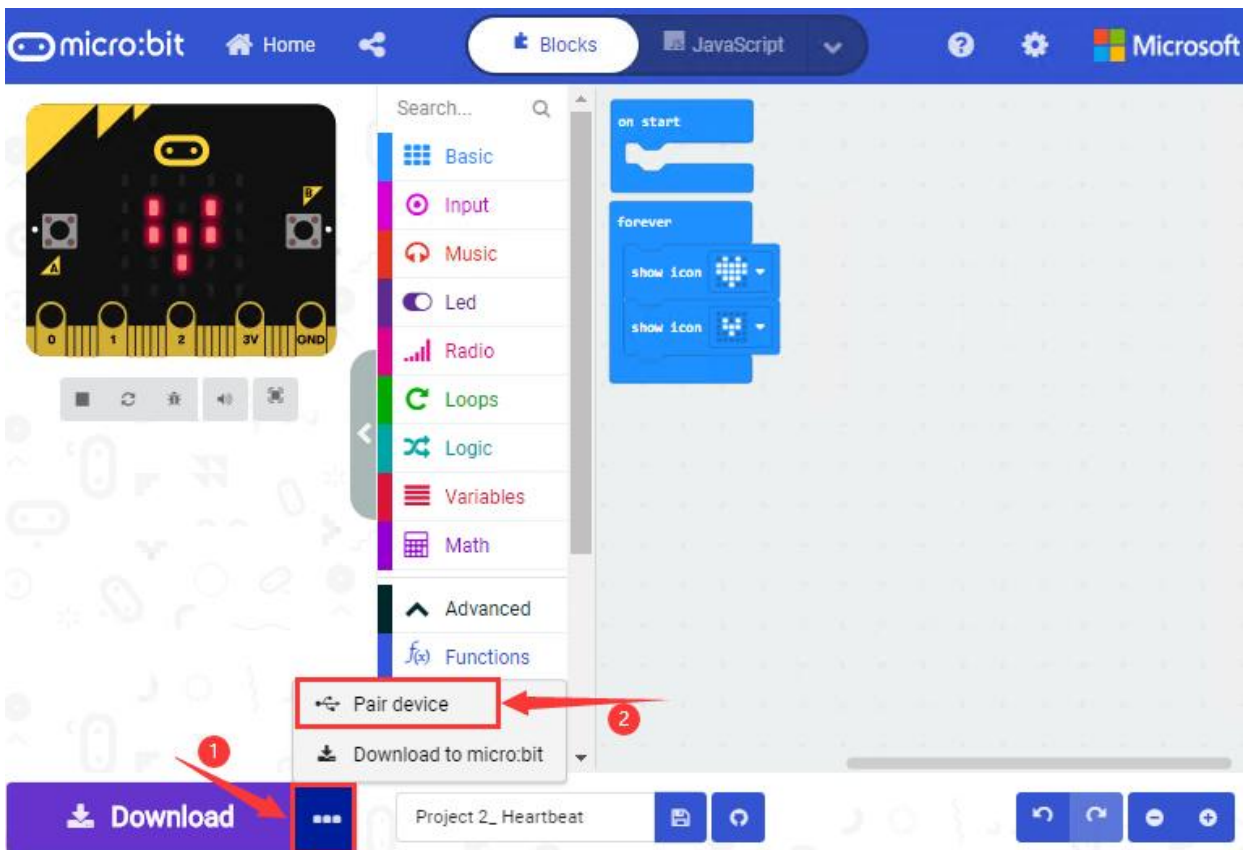 micro:bit Home Blocks JavaScript Microsoft
Search...
Basic
Input
Music
Led
Radio
Loops
Logic
Variables
Math
Advanced
f(x) Functions
B
A
0 1 2 3V GND
on start
forever
show icon
show icon
Pair device
2
Download to micro:bit
1
Download
Project 2_ Heartbeat